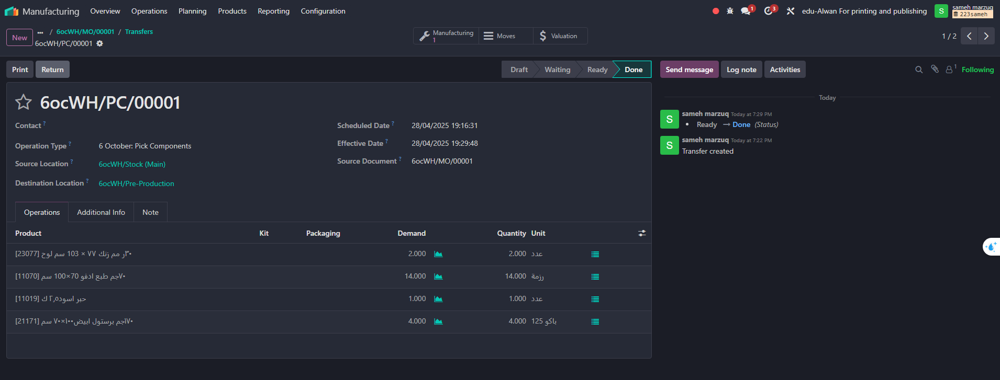 Manufacturing Overview Operations Planning Products Reporting Configuration 1 3 edu-Alwan For printing and publishing S sameh marzuq
223sameh
New ... / 6ocWH/MO/00001 / Transfers
6ocWH/PC/00001
Manufacturing
1
Moves
Valuation
1 / 2
Print Return Draft Waiting Ready Done Send message Log note Activities 1 Following
6ocWH/PC/00001
Contact ?
Operation Type ? 6 October: Pick Components
Source Location ? 6ocWH/Stock (Main)
Destination Location ? 6ocWH/Pre-Production
Scheduled Date ? 28/04/2025 19:16:31
Effective Date ? 28/04/2025 19:29:48
Source Document ? 6ocWH/MO/00001
Operations Additional Info Note
Product Kit Packaging Demand Quantity Unit
[23077] ٣٠ر مم زنك ٧٧ × 103 سم لوح 2.000 2.000 عدد
[11070] ٧٠جم طبع ادفو 70×100 سم 14.000 14.000 رزمة
[11019] حبر اسود٢,٥ ك 1.000 1.000 عدد
[21171] ١٧٠جم برستول ابيض١٠٠×٧٠ سم 4.000 4.000 باكو 125
Today
S sameh marzuq Today at 7:29 PM
• Ready → Done (Status)
S sameh marzuq Today at 7:22 PM
Transfer created